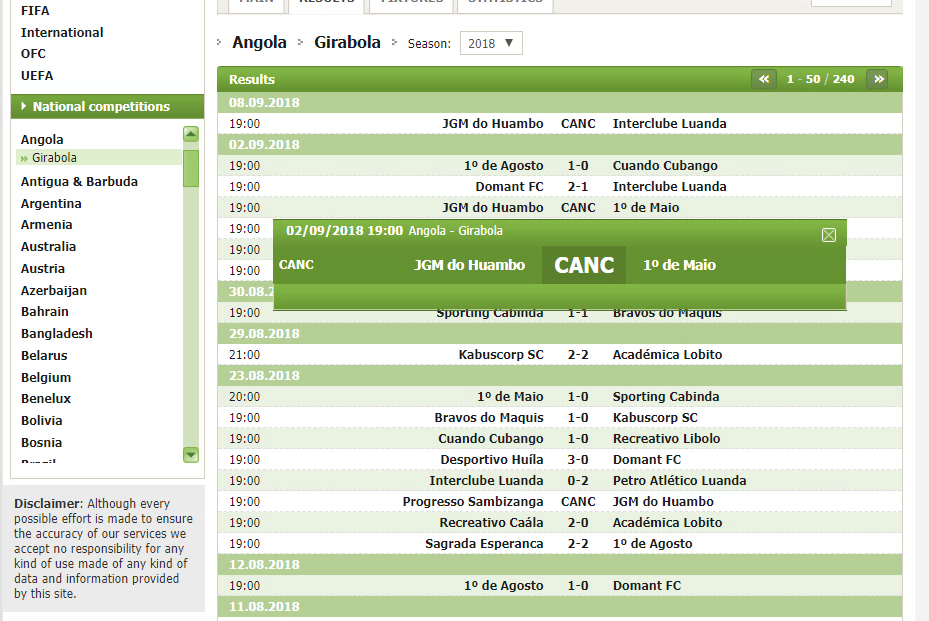 MAIN RESULTS FIXTURES STATISTICS
FIFA
International
OFC
UEFA
National competitions
Angola
» Girabola
Antigua & Barbuda
Argentina
Armenia
Australia
Austria
Azerbaijan
Bahrain
Bangladesh
Belarus
Belgium
Benelux
Bolivia
Bosnia
Brazil
Disclaimer: Although every
possible effort is made to ensure
the accuracy of our services we
accept no responsibility for any
kind of use made of any kind of
data and information provided
by this site.
Angola Girabola Season: 2018
Results « 1 - 50 / 240 »
08.09.2018
19:00 JGM do Huambo CANC Interclube Luanda
02.09.2018
19:00 1º de Agosto 1-0 Cuando Cubango
19:00 Domant FC 2-1 Interclube Luanda
19:00 JGM do Huambo CANC 1º de Maio
19:00
19:00
19:00
02/09/2018 19:00 Angola - Girabola
CANC JGM do Huambo CANC 1º de Maio
30.08.2
19:00 Sporting Cabinda 1-1 Bravos do Maquis
29.08.2018
21:00 Kabuscorp SC 2-2 Académica Lobito
23.08.2018
20:00 1º de Maio 1-0 Sporting Cabinda
19:00 Bravos do Maquis 1-0 Kabuscorp SC
19:00 Cuando Cubango 1-0 Recreativo Libolo
19:00 Desportivo Huíla 3-0 Domant FC
19:00 Interclube Luanda 0-2 Petro Atlético Luanda
19:00 Progresso Sambizanga CANC JGM do Huambo
19:00 Recreativo Caála 2-0 Académica Lobito
19:00 Sagrada Esperanca 2-2 1º de Agosto
12.08.2018
19:00 1º de Agosto 1-0 Domant FC
11.08.2018